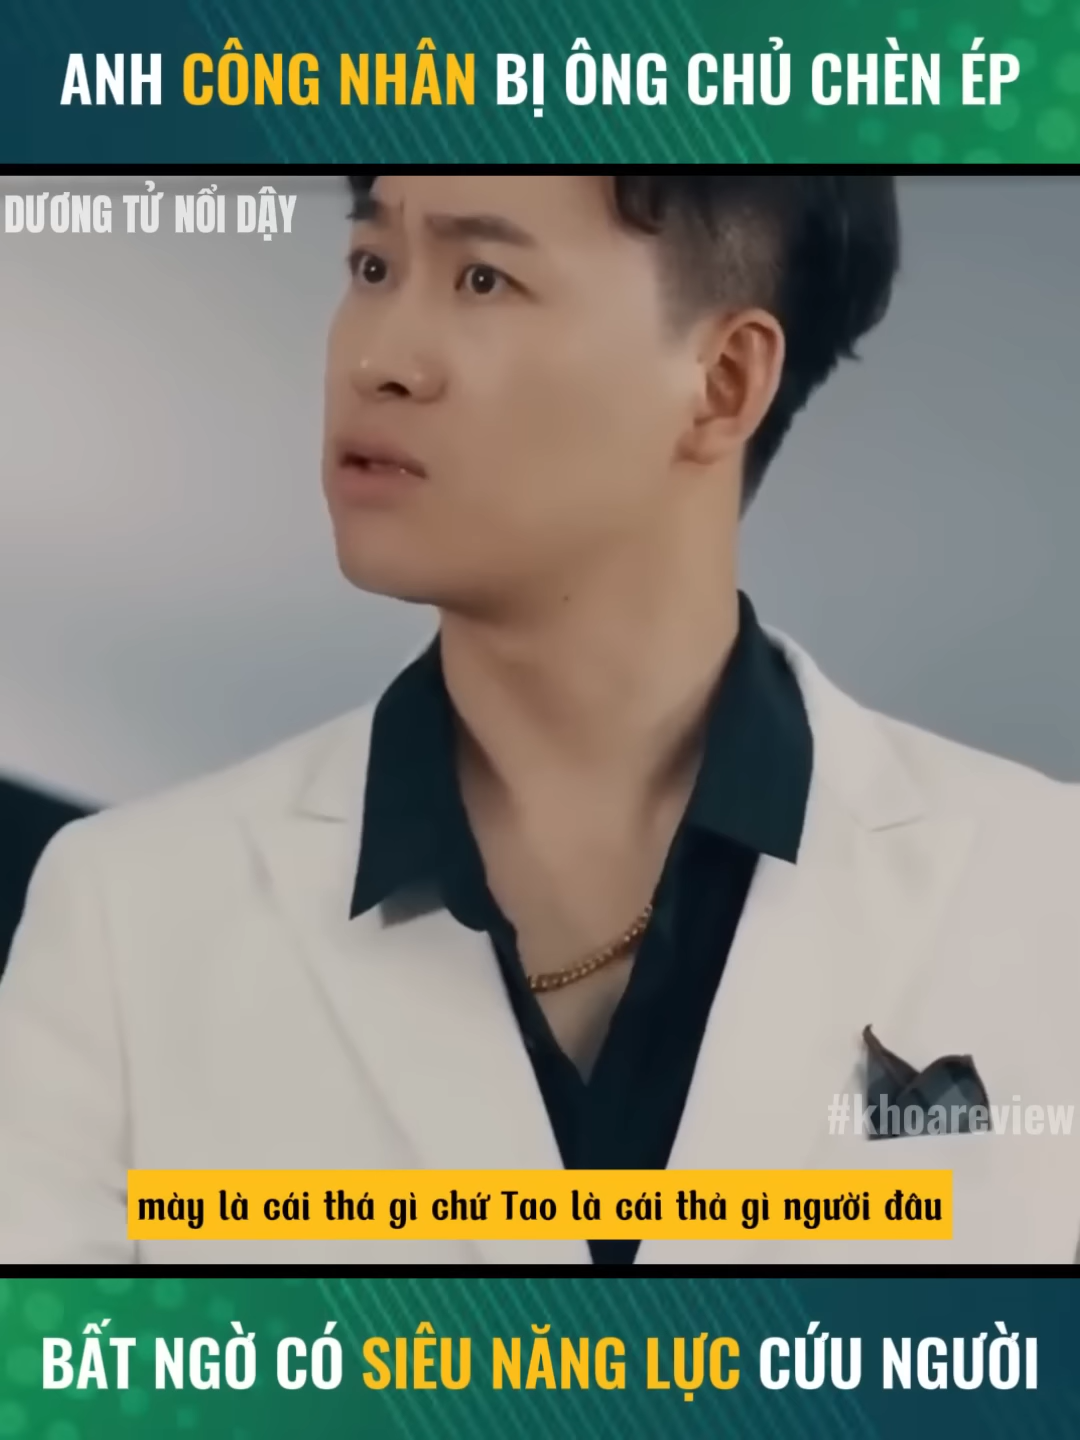 ANH CÔNG NHÂN BỊ ÔNG CHỦ CHÈN ÉP
DƯƠNG TỬ NỔI DẬY
#khoareview
mày là cái thá gì chứ Tao là cái thả gì người đâu
BẤT NGỜ CÓ SIÊU NĂNG LỰC CỨU NGƯỜI